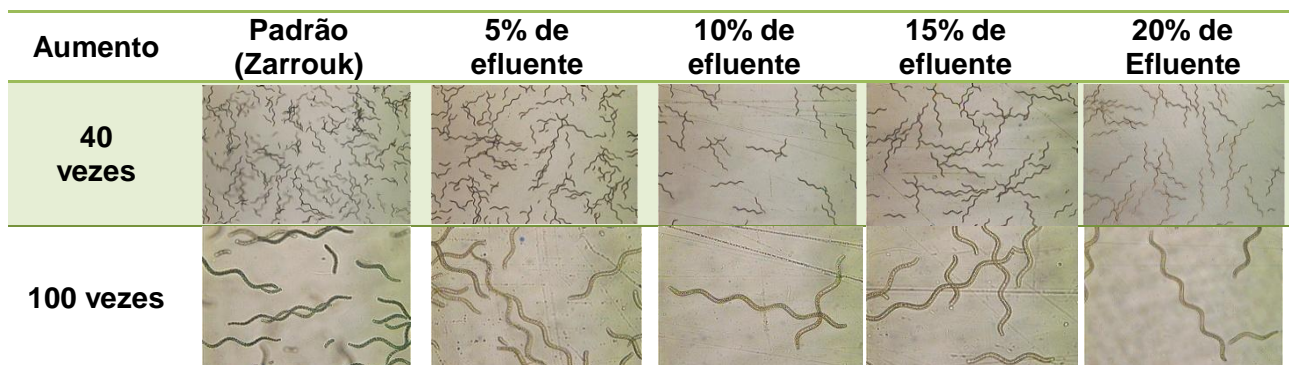 Aumento
Padrão
(Zarrouk)
5% de
efluente
10% de
efluente
15% de
efluente
20% de
Efluente
40
vezes
100 vezes